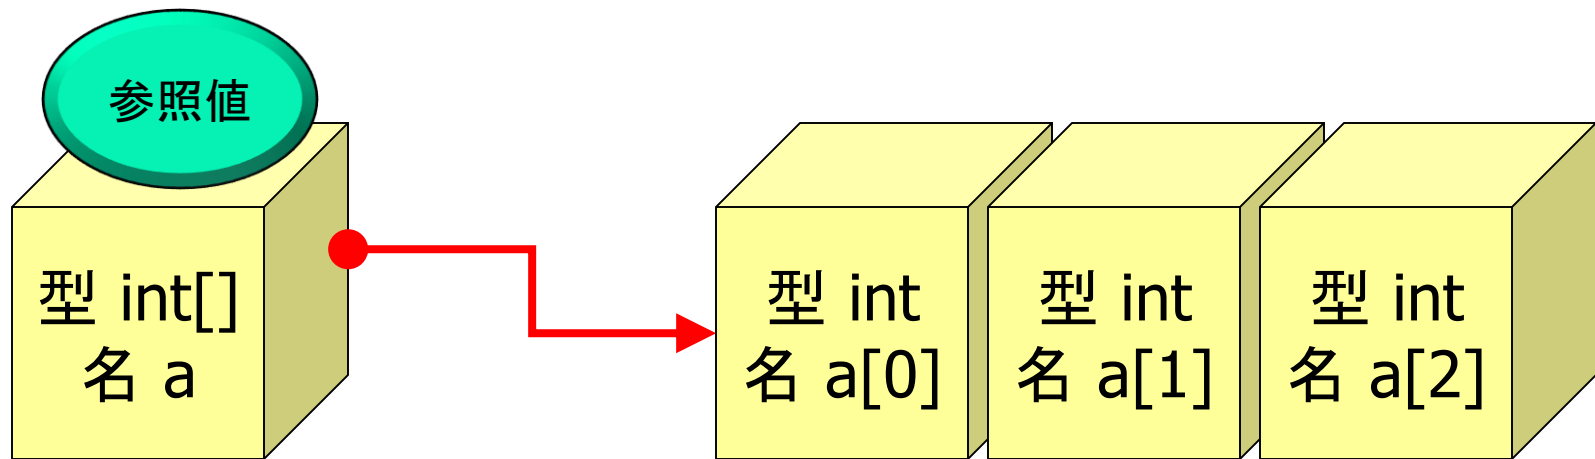 参照値
型 int[]
名 a
型 int
名 a[0]
型 int
名 a[1]
型 int
名 a[2]